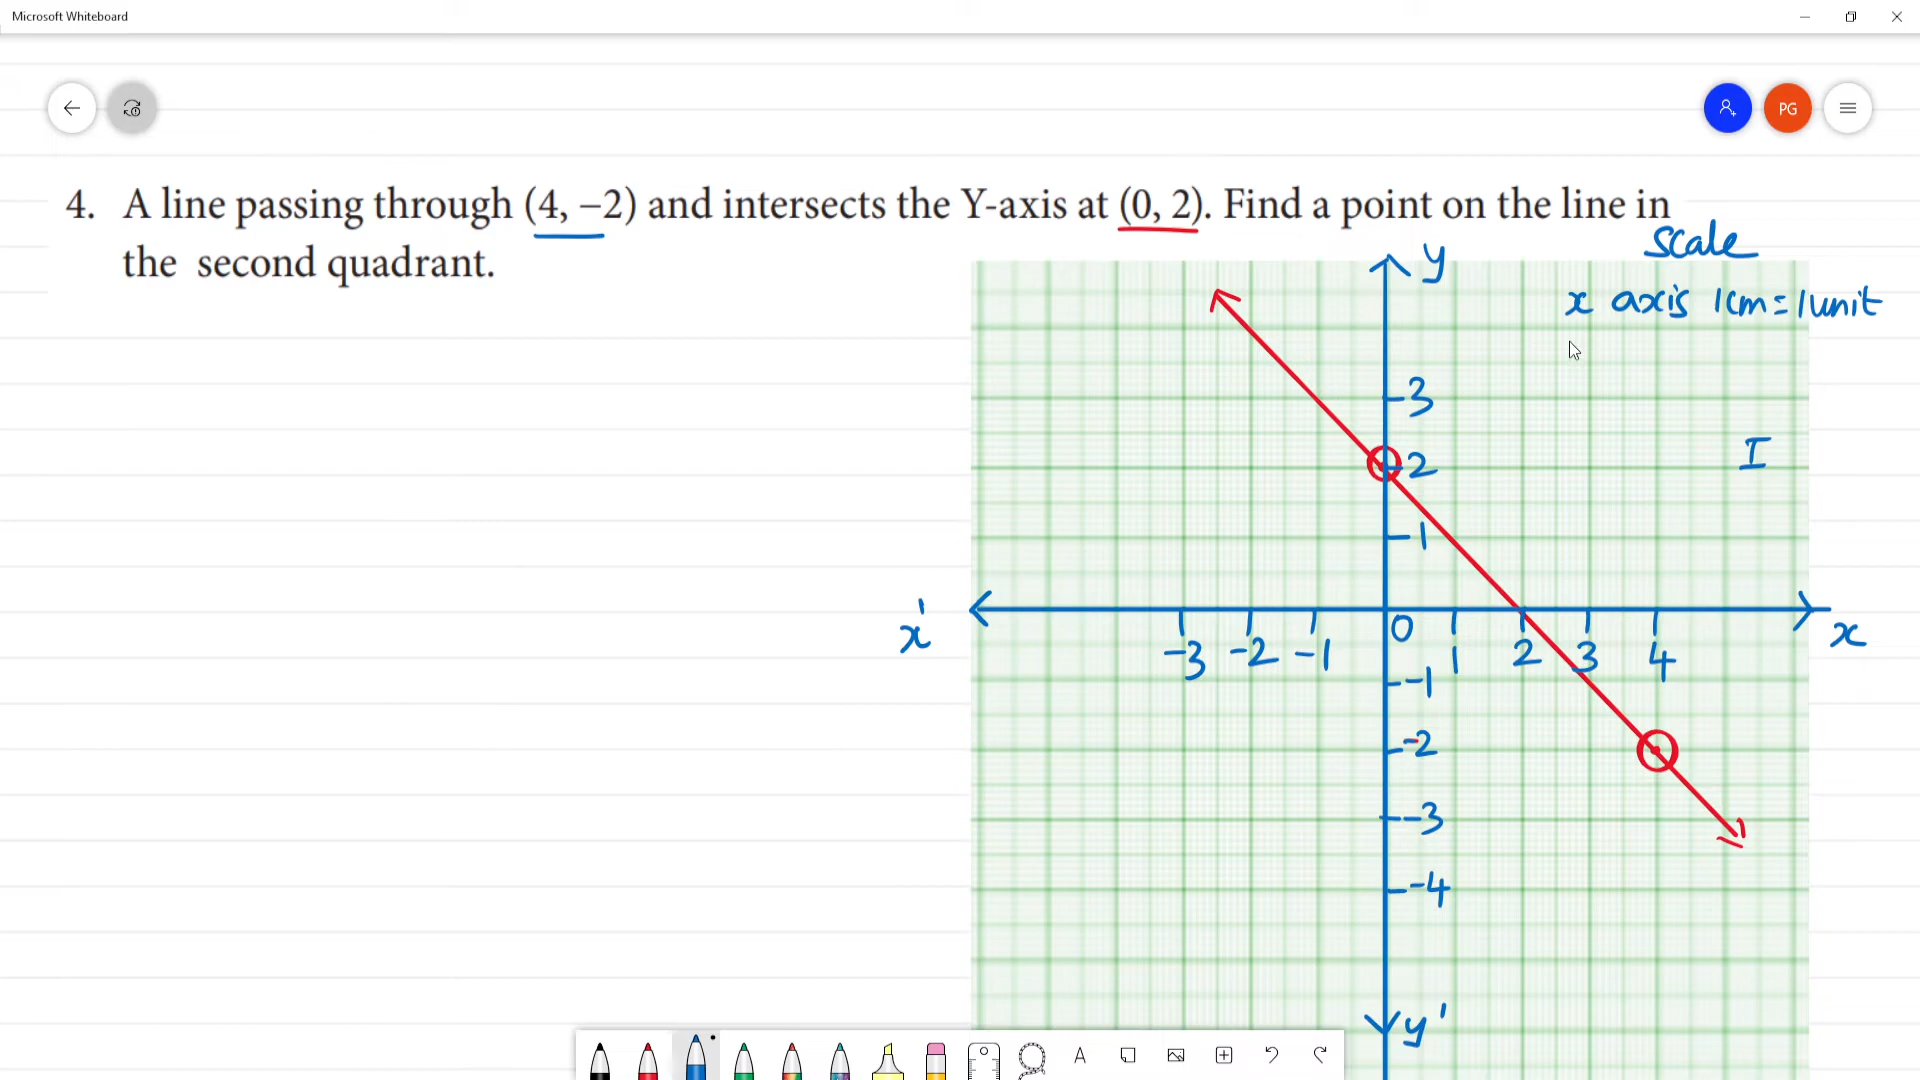 Microsoft Whiteboard
PG
4. A line passing through (4, −2) and intersects the Y-axis at (0, 2). Find a point on the line in
the second quadrant.
scale
x axis 1cm = 1unit
y
3
2
1
I
x'
-3 -2 -1 0 1 2 3 4
x
-1
-2
-3
-4
y'
A